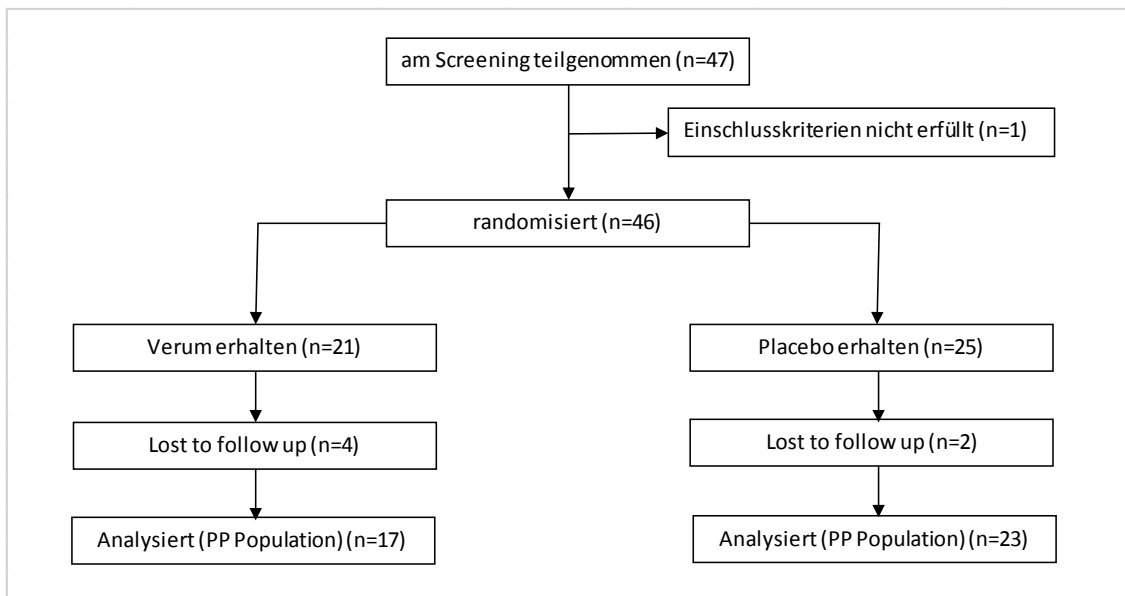 am Screening teilgenommen (n=47)
Einschlusskriterien nicht erfüllt (n=1)
randomisiert (n=46)
Verum erhalten (n=21)
Placebo erhalten (n=25)
Lost to follow up (n=4)
Lost to follow up (n=2)
Analysiert (PP Population) (n=17)
Analysiert (PP Population) (n=23)